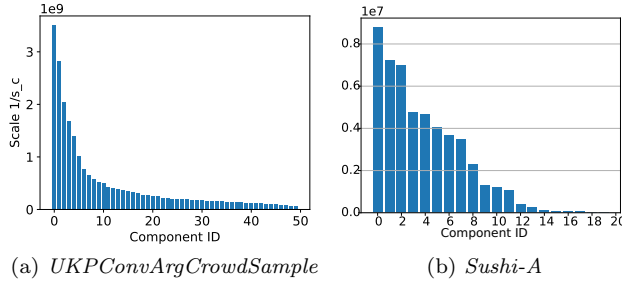 1e9
3
2
1
0
Scale 1/s_c
0 10 20 30 40 50
Component ID
(a) UKPConvArgCrowdSample
1e7
0.8
0.6
0.4
0.2
0.0
0 2 4 6 8 10 12 14 16 18 20
Component ID
(b) Sushi-A